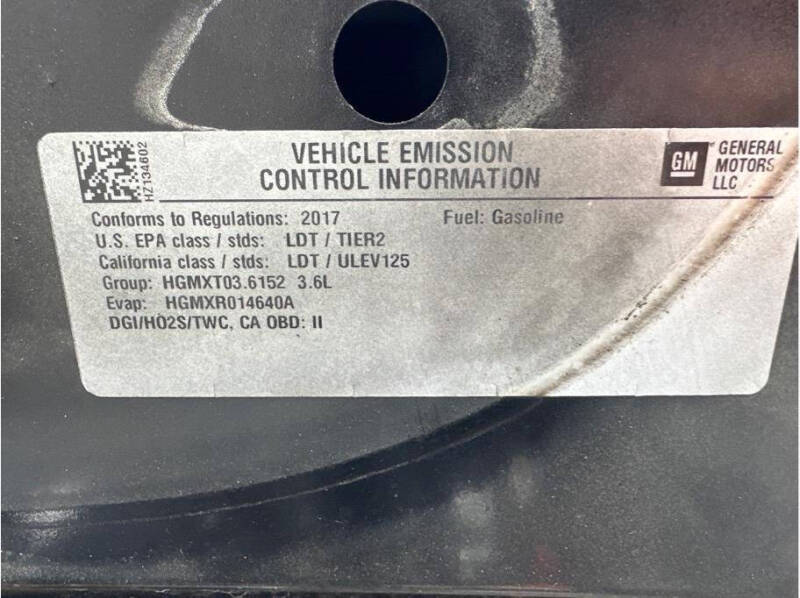 HZ134602
VEHICLE EMISSION
CONTROL INFORMATION
GM
GENERAL
MOTORS
LLC
Conforms to Regulations: 2017
Fuel: Gasoline
U.S. EPA class / stds: LDT / TIER2
California class / stds: LDT / ULEV125
Group: HGMXT03.6152 3.6L
Evap: HGMXR014640A
DGI/HO2S/TWC, CA OBD: II